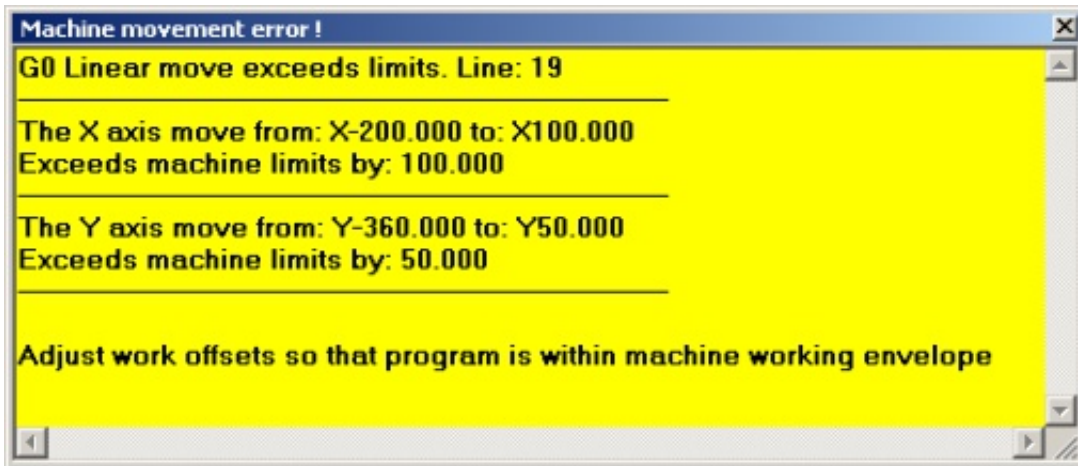 Machine movement error !
G0 Linear move exceeds limits. Line: 19
The X axis move from: X-200.000 to: X100.000
Exceeds machine limits by: 100.000
The Y axis move from: Y-360.000 to: Y50.000
Exceeds machine limits by: 50.000
Adjust work offsets so that program is within machine working envelope